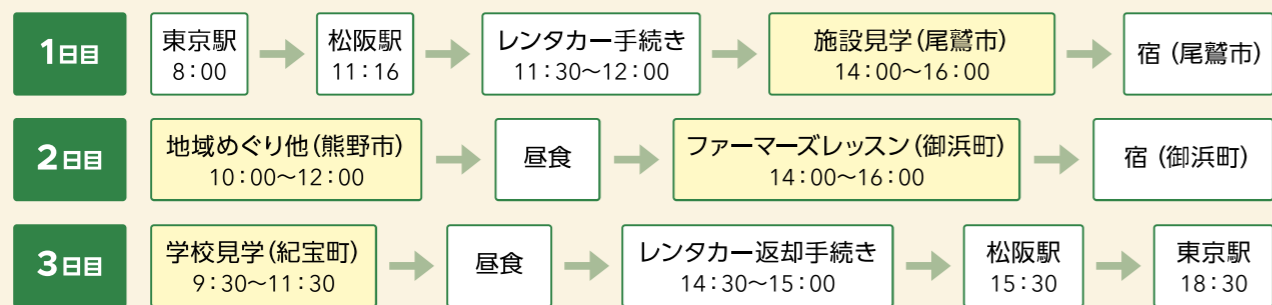 1日目
東京駅
8：00
松阪駅
11：16
レンタカー手続き
11：30～12：00
施設見学（尾鷲市）
14：00～16：00
宿（尾鷲市）
2日目
地域めぐり他（熊野市）
10：00～12：00
昼食
ファーマーズレッスン（御浜町）
14：00～16：00
宿（御浜町）
3日目
学校見学（紀宝町）
9：30～11：30
昼食
レンタカー返却手続き
14：30～15：00
松阪駅
15：30
東京駅
18：30